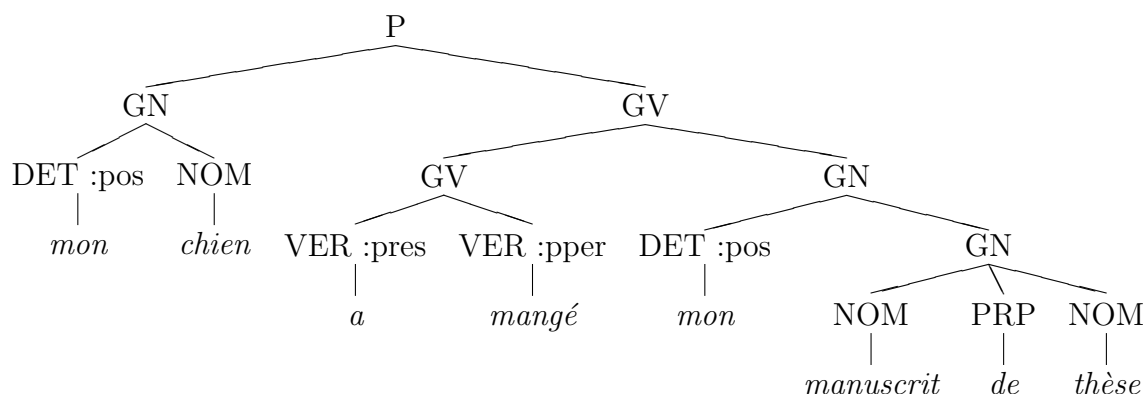 P
GN GV
DET :pos NOM GV GN
mon chien VER :pres VER :pper DET :pos GN
a mangé mon NOM PRP NOM
manuscrit de thèse